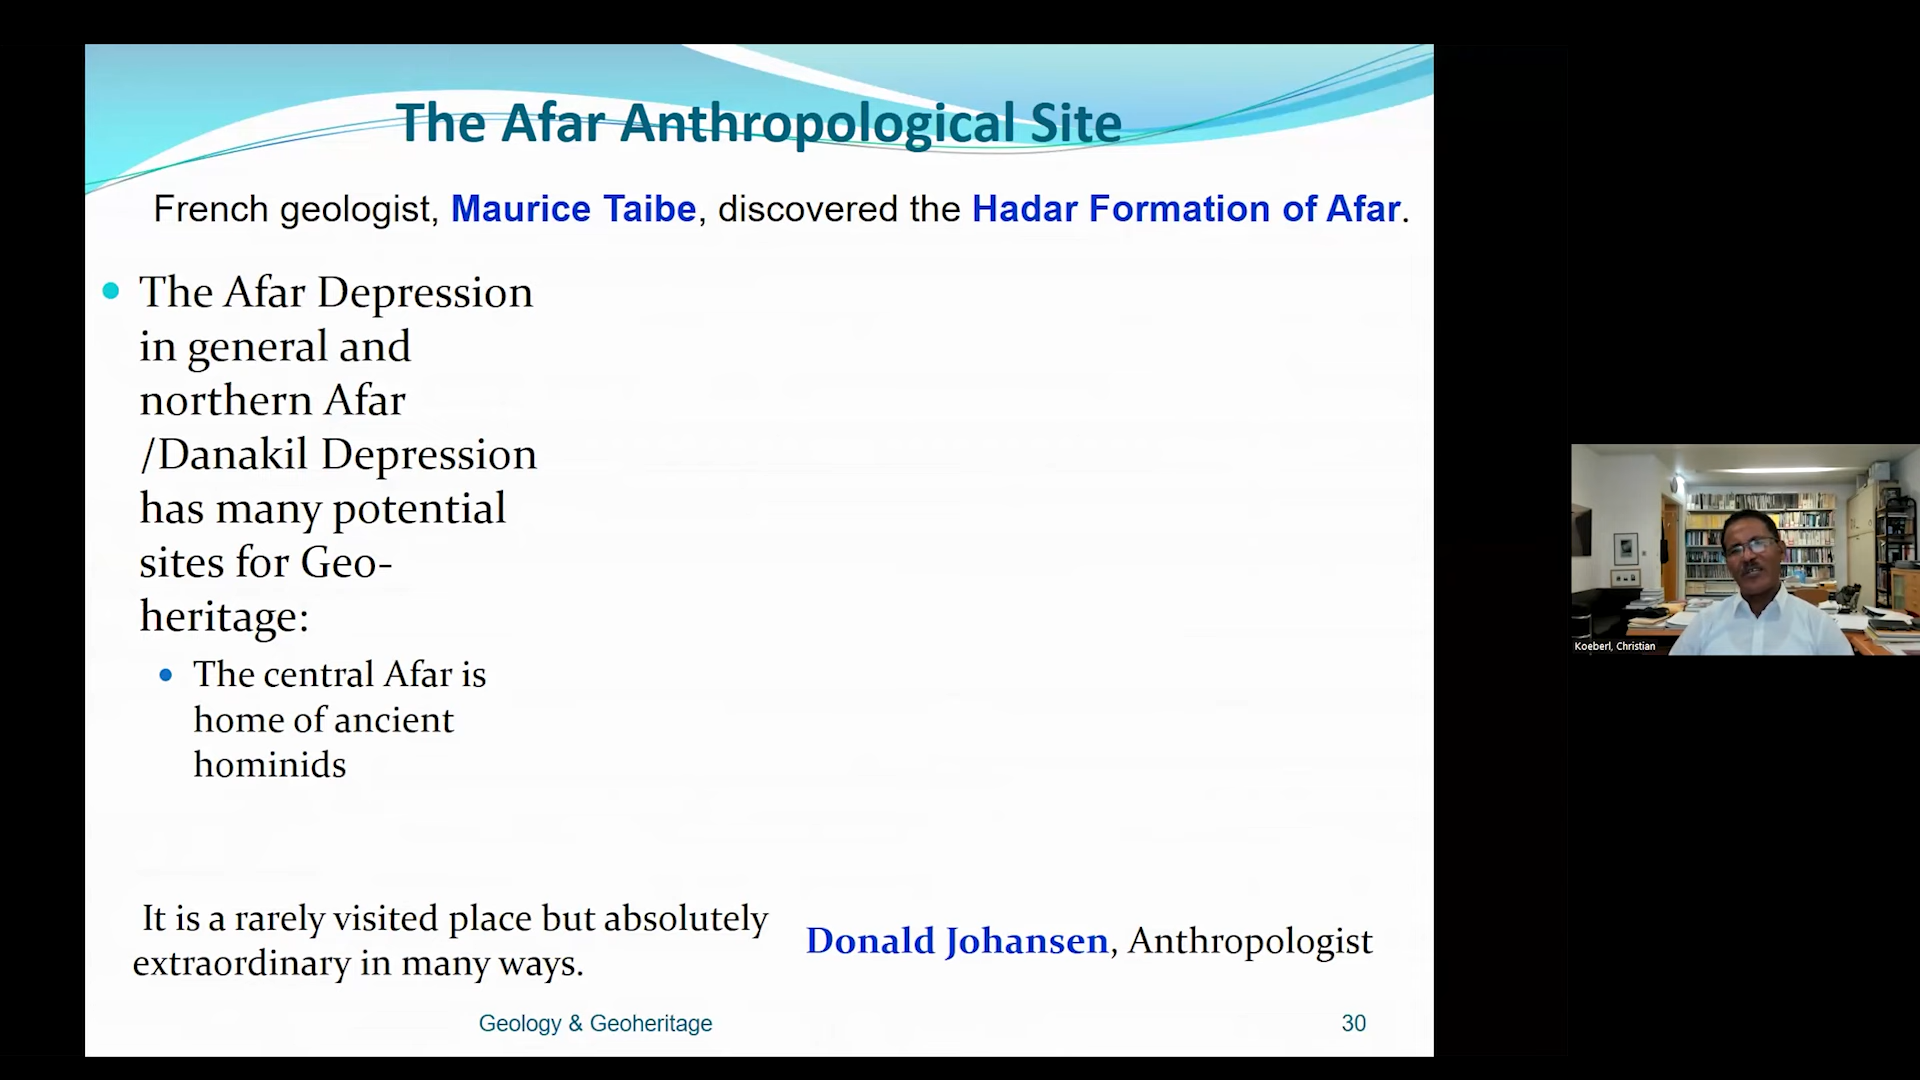 The Afar Anthropological Site
French geologist, Maurice Taibe, discovered the Hadar Formation of Afar.
The Afar Depression
in general and
northern Afar
/Danakil Depression
has many potential
sites for Geo-
heritage:
The central Afar is
home of ancient
hominids
It is a rarely visited place but absolutely
extraordinary in many ways.
Donald Johansen, Anthropologist
Geology & Geoheritage
30
Koeberl, Christian